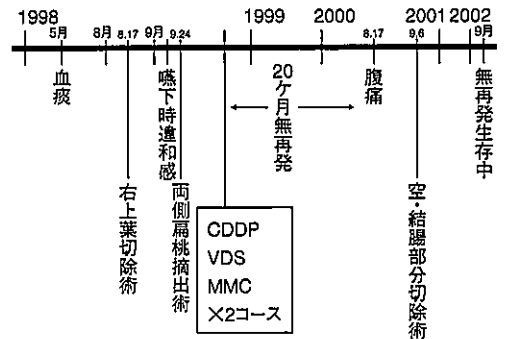 1998
1999
2000
2001
2002
5月
8月
8.17
9月
9.24
8.17
9.6
9月
血痰
右上葉切除術
嚥下時違和感
両側扁桃摘出術
20ケ月無再発
腹痛
空・結腸部分切除術
無再発生存中
CDDP
VDS
MMC
×2コース